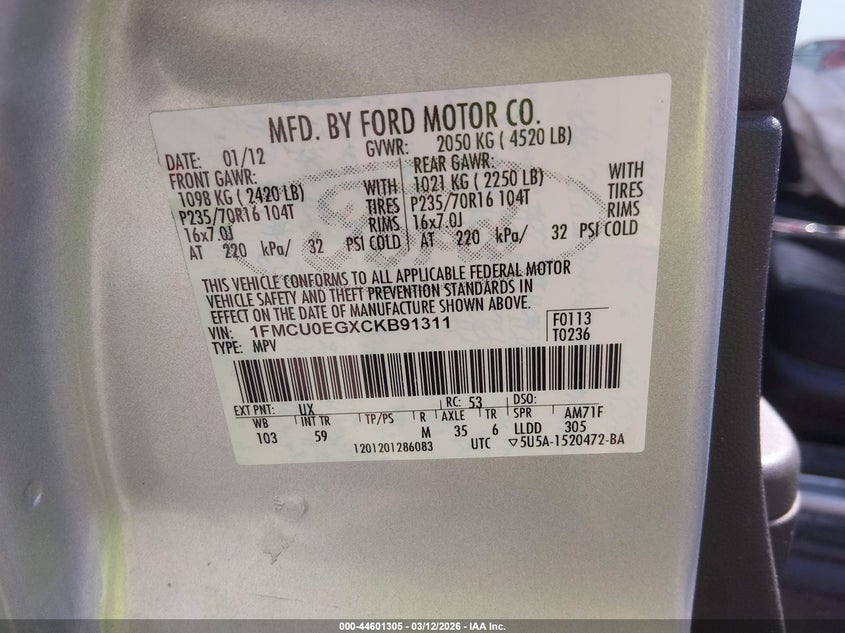 MFD. BY FORD MOTOR CO.
DATE: 01/12 GVWR: 2050 KG ( 4520 LB)
FRONT GAWR: REAR GAWR:
1098 KG ( 2420 LB) WITH 1021 KG ( 2250 LB) WITH
P235/70R16 104T TIRES P235/70R16 104T TIRES
16x7.0J RIMS 16x7.0J RIMS
AT 220 kPa/ 32 PSI COLD AT 220 kPa/ 32 PSI COLD
Ford
THIS VEHICLE CONFORMS TO ALL APPLICABLE FEDERAL MOTOR
VEHICLE SAFETY AND THEFT PREVENTION STANDARDS IN
EFFECT ON THE DATE OF MANUFACTURE SHOWN ABOVE.
VIN: 1FMCU0EGXCKB91311 F0113
TYPE: MPV T0236
EXT PNT: UX RC: 53 DSO:
WB INT TR TP/PS R AXLE TR SPR AM71F
103 59 M 35 6 LLDD 305
1201201286083 UTC ▽5U5A-1520472-BA
000-44601305 - 03/12/2026 - IAA Inc.